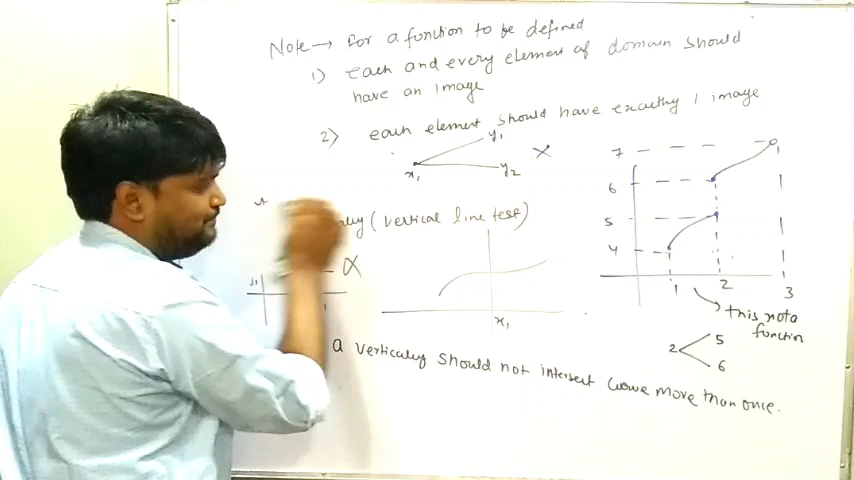 Note → for a function to be defined
1) each and every element of domain should
have an image
2) each element should have exactly 1 image
x1 y1 y2 ×
(vertical line test)
x1
7
6
5
4
1 2 3
this not a
function
2 5
6
a verticaly should not intersect curve more than once.